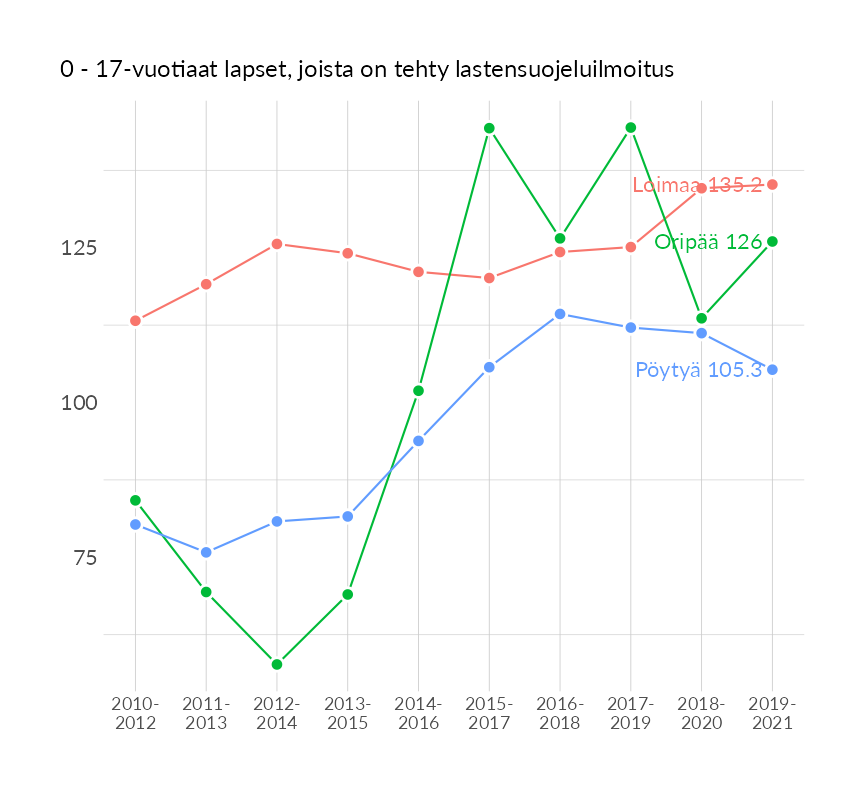 0 - 17-vuotiaat lapset, joista on tehty lastensuojeluilmoitus
Loimaa 135.2
Oripää 126
125
Pöytyä 105.3
100
75
2010-2012 2011-2013 2012-2014 2013-2015 2014-2016 2015-2017 2016-2018 2017-2019 2018-2020 2019-2021